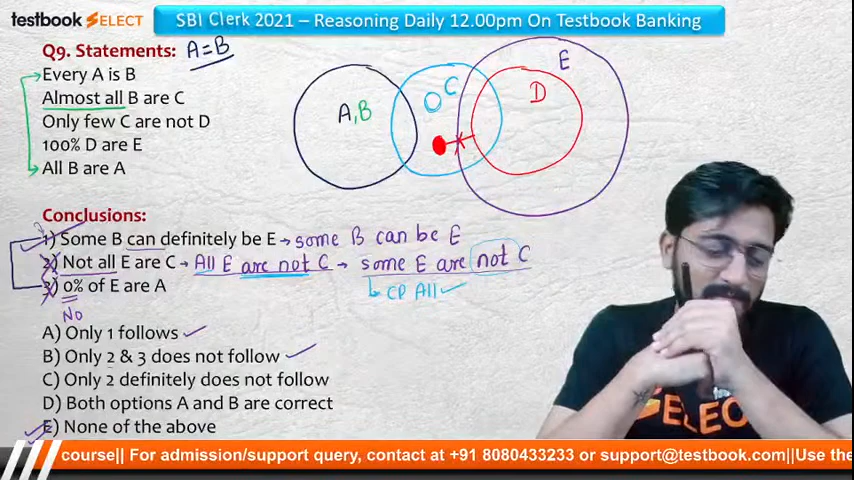 testbook SELECT
SBI Clerk 2021 – Reasoning Daily 12.00pm On Testbook Banking
Q9. Statements: A=B
Every A is B
Almost all B are C
Only few C are not D
100% D are E
All B are A
A,B
C
D
E
Conclusions:
1) Some B can definitely be E → some B can be E
2) Not all E are C → All E are not C → some E are not C
CP All
3) 0% of E are A
No
A) Only 1 follows
B) Only 2 & 3 does not follow
C) Only 2 definitely does not follow
D) Both options A and B are correct
E) None of the above
SELECT
course|| For admission/support query, contact at +91 8080433233 or support@testbook.com||Use the